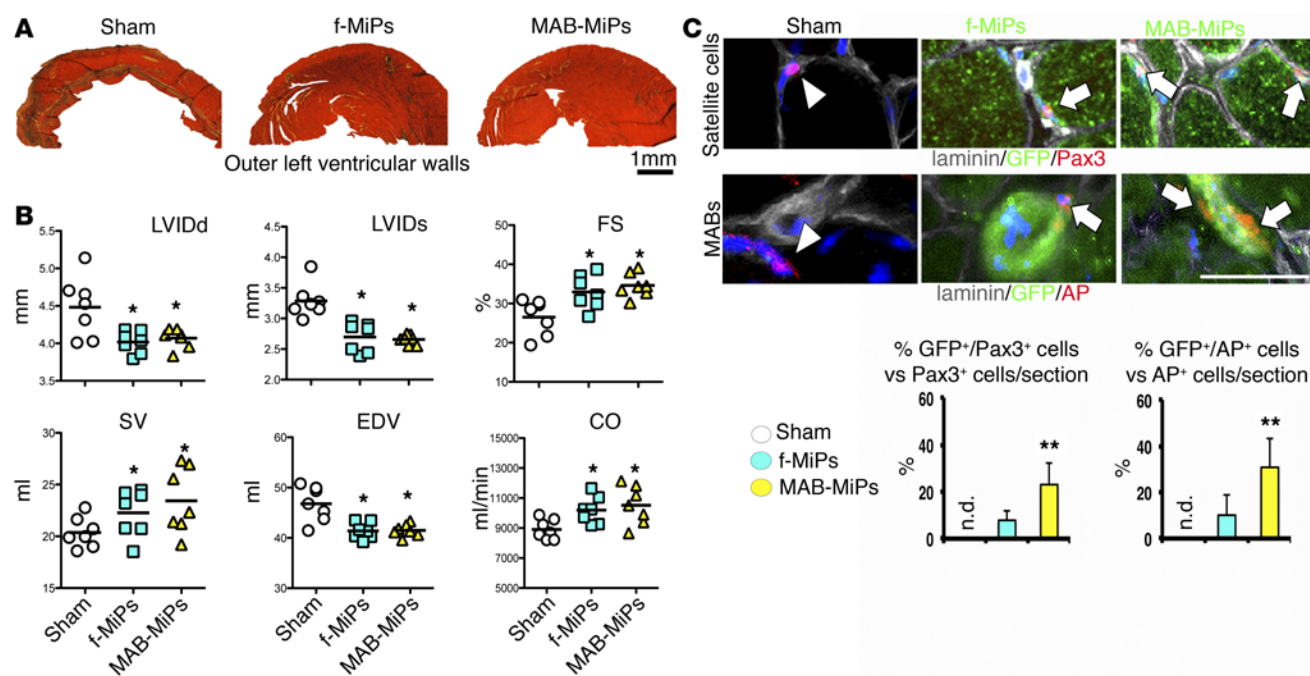 A
Sham
f-MiPs
MAB-MiPs
Outer left ventricular walls
1mm
B
LVIDd
mm
5.5
5.0
4.5
4.0
3.5
LVIDs
mm
4.5
4.0
3.5
3.0
2.5
2.0
FS
%
50
40
30
20
10
* *
* *
* *
SV
ml
25
20
15
30
EDV
ml
60
50
40
30
CO
ml/min
15000
13000
11000
9000
7000
5000
* *
* *
* *
Sham
f-MiPs
MAB-MiPs
Sham
f-MiPs
MAB-MiPs
Sham
f-MiPs
MAB-MiPs
C
Sham
f-MiPs
MAB-MiPs
Satellite cells
laminin/GFP/Pax3
MABs
laminin/GFP/AP
Sham
f-MiPs
MAB-MiPs
% GFP+/Pax3+ cells
vs Pax3+ cells/section
%
60
40
20
0
n.d.
**
% GFP+/AP+ cells
vs AP+ cells/section
%
60
40
20
0
n.d.
**